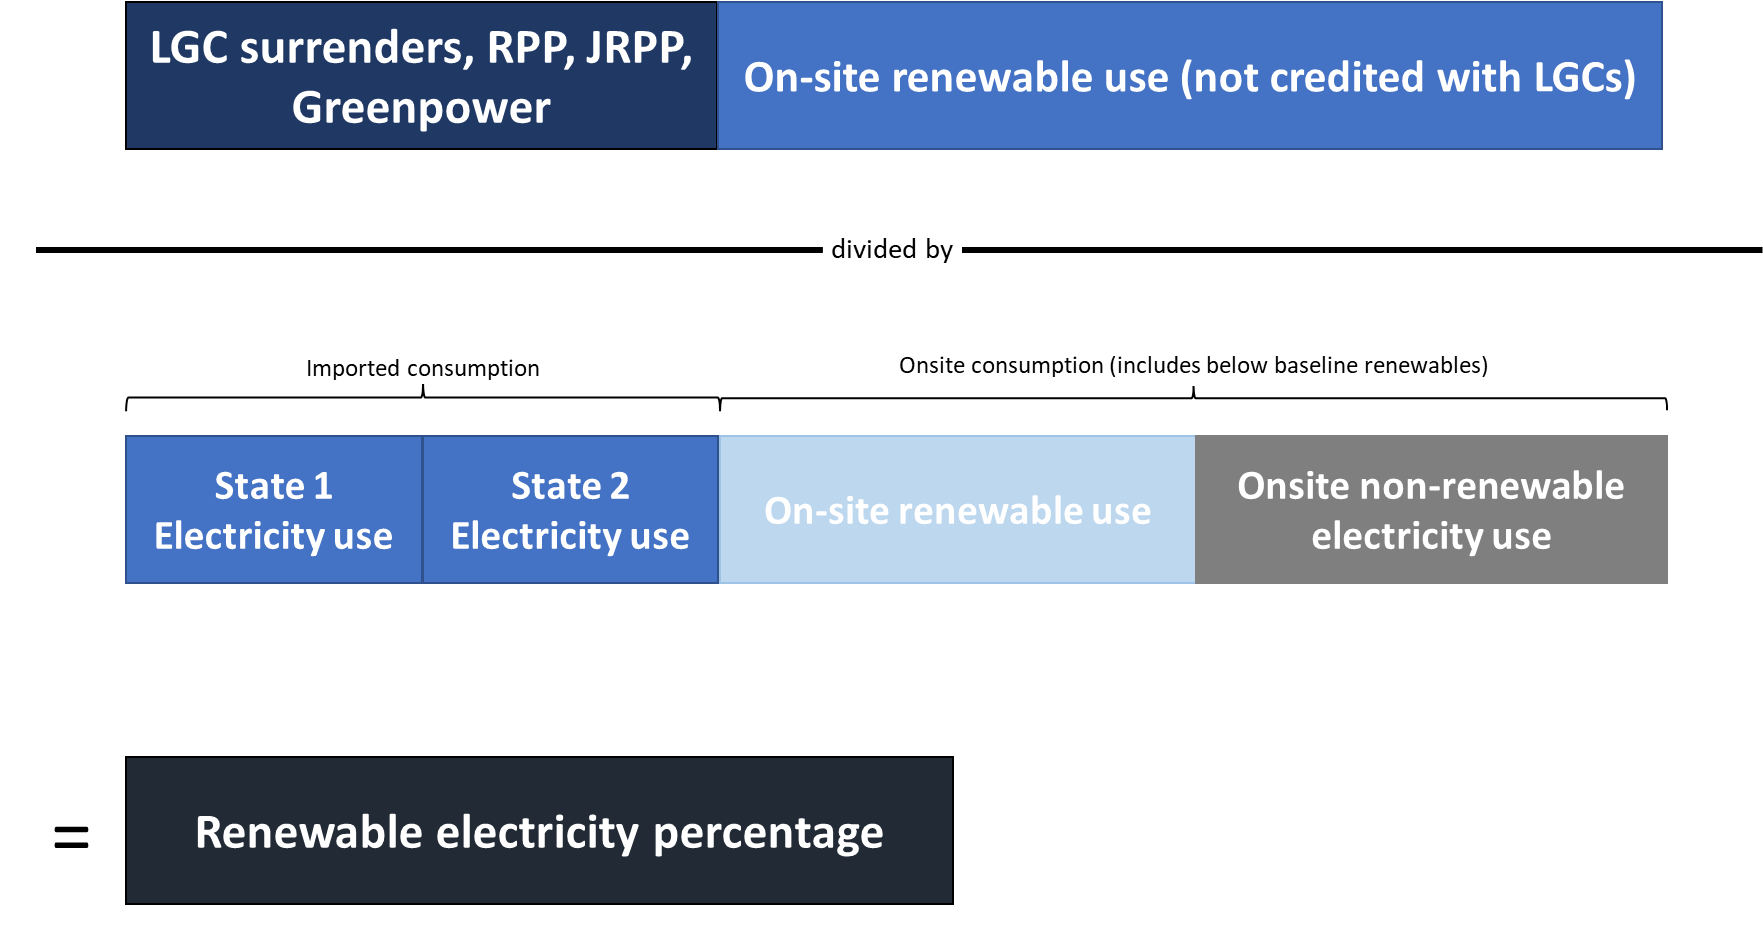 LGC surrenders, RPP, JRPP,
Greenpower
On-site renewable use (not credited with LGCs)
divided by
Imported consumption
Onsite consumption (includes below baseline renewables)
State 1
Electricity use
State 2
Electricity use
On-site renewable use
Onsite non-renewable
electricity use
=
Renewable electricity percentage